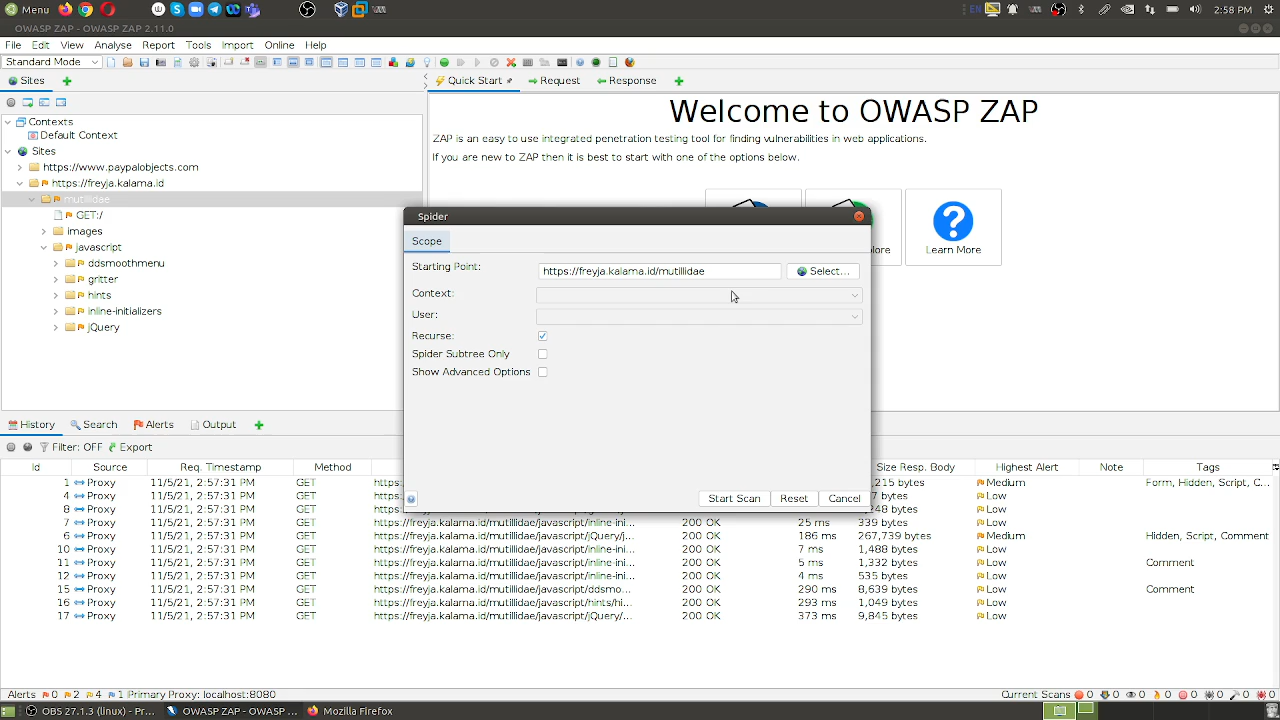 Menu
EN
2:58 PM
OWASP ZAP - OWASP ZAP 2.11.0
File Edit View Analyse Report Tools Import Online Help
Standard Mode
Sites
Quick Start
Request
Response
Welcome to OWASP ZAP
ZAP is an easy to use integrated penetration testing tool for finding vulnerabilities in web applications.
If you are new to ZAP then it is best to start with one of the options below.
Learn More
Contexts
Default Context
Sites
https://www.paypalobjects.com
https://freyja.kalama.id
mutillidae
GET:/
images
javascript
ddsmoothmenu
gritter
hints
inline-initializers
jQuery
Spider
Scope
Starting Point: https://freyja.kalama.id/mutillidae Select...
Context:
User:
Recurse:
Spider Subtree Only
Show Advanced Options
Start Scan Reset Cancel
History Search Alerts Output
Filter: OFF Export
Id Source Req. Timestamp Method Size Resp. Body Highest Alert Note Tags
1 Proxy 11/5/21, 2:57:31 PM GET https: ,215 bytes Medium Form, Hidden, Script, C...
4 Proxy 11/5/21, 2:57:31 PM GET https: bytes Low
8 Proxy 11/5/21, 2:57:31 PM GET bytes Low
7 Proxy 11/5/21, 2:57:31 PM GET https://freyja.kalama.id/mutillidae/javascript/inline-ini... 200 OK 25 ms 339 bytes Low
6 Proxy 11/5/21, 2:57:31 PM GET https://freyja.kalama.id/mutillidae/javascript/jQuery/j... 200 OK 186 ms 267,739 bytes Medium Hidden, Script, Comment
10 Proxy 11/5/21, 2:57:31 PM GET https://freyja.kalama.id/mutillidae/javascript/inline-ini... 200 OK 7 ms 1,488 bytes Low
11 Proxy 11/5/21, 2:57:31 PM GET https://freyja.kalama.id/mutillidae/javascript/inline-ini... 200 OK 5 ms 1,332 bytes Low Comment
12 Proxy 11/5/21, 2:57:31 PM GET https://freyja.kalama.id/mutillidae/javascript/inline-ini... 200 OK 4 ms 535 bytes Low
15 Proxy 11/5/21, 2:57:31 PM GET https://freyja.kalama.id/mutillidae/javascript/ddsmo... 200 OK 290 ms 8,639 bytes Low Comment
16 Proxy 11/5/21, 2:57:31 PM GET https://freyja.kalama.id/mutillidae/javascript/hints/hi... 200 OK 293 ms 1,049 bytes Low
17 Proxy 11/5/21, 2:57:31 PM GET https://freyja.kalama.id/mutillidae/javascript/jQuery/... 200 OK 373 ms 9,845 bytes Low
Alerts 0 2 4 1 Primary Proxy: localhost:8080 Current Scans 0 0 0 0 0 0 0 0
OBS 27.1.3 (linux) - Pr... OWASP ZAP - OWASP ... Mozilla Firefox